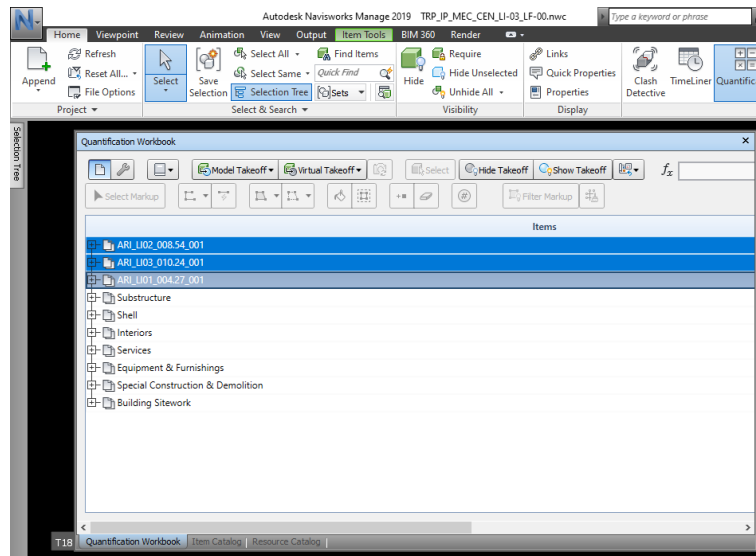 Autodesk Navisworks Manage 2019 TRP_IP_MEC_CEN_LI-03_LF-00.nwc Type a keyword or phrase
Home Viewpoint Review Animation View Output Item Tools BIM 360 Render
Append
Refresh
Reset All...
File Options
Project
Select
Save Selection
Select All
Select Same
Selection Tree
Find Items
Quick Find
Sets
Select & Search
Hide
Require
Hide Unselected
Unhide All
Visibility
Links
Quick Properties
Properties
Display
Clash Detective
TimeLiner
Quantific
Selection Tree
Quantification Workbook
Model Takeoff Virtual Takeoff Select Hide Takeoff Show Takeoff fx
Select Markup Filter Markup
Items
ARI_LI02_008.54_001
ARI_LI03_010.24_001
ARI_LI01_004.27_001
Substructure
Shell
Interiors
Services
Equipment & Furnishings
Special Construction & Demolition
Building Sitework
T18 Quantification Workbook Item Catalog Resource Catalog